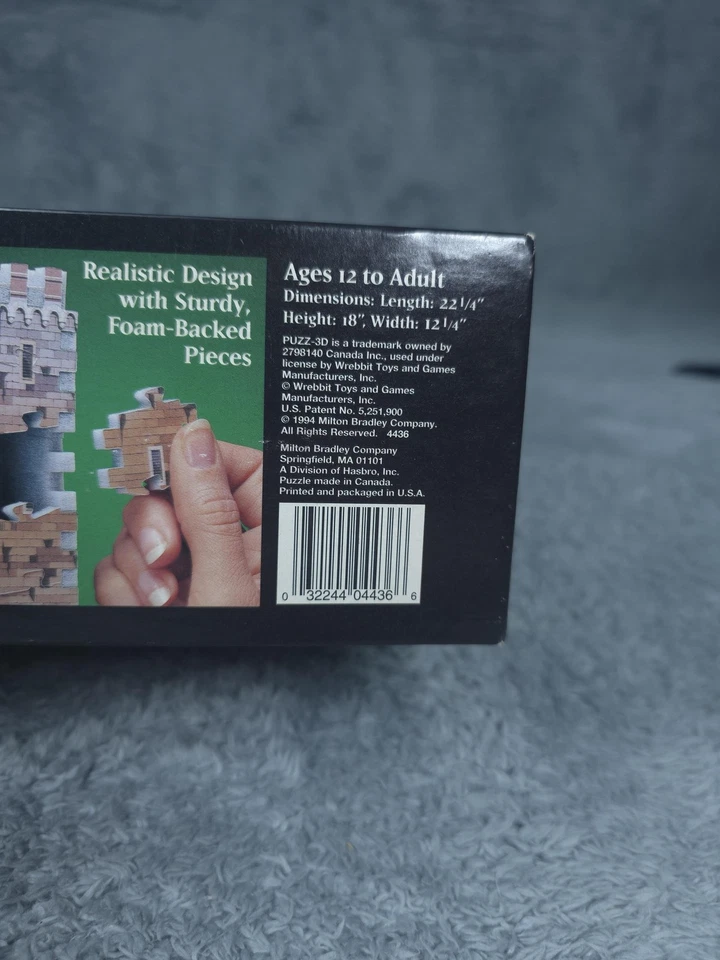 Realistic Design
with Sturdy,
Foam-Backed
Pieces
Ages 12 to Adult
Dimensions: Length: 22 1/4"
Height: 18", Width: 12 1/4"
PUZZ-3D is a trademark owned by
2798140 Canada Inc., used under
license by Wrebbit Toys and Games
Manufacturers, Inc.
© Wrebbit Toys and Games
Manufacturers, Inc.
U.S. Patent No. 5,251,900
© 1994 Milton Bradley Company.
All Rights Reserved. 4436
Milton Bradley Company
Springfield, MA 01101
A Division of Hasbro, Inc.
Puzzle made in Canada.
Printed and packaged in U.S.A.
0 32244 04436 6